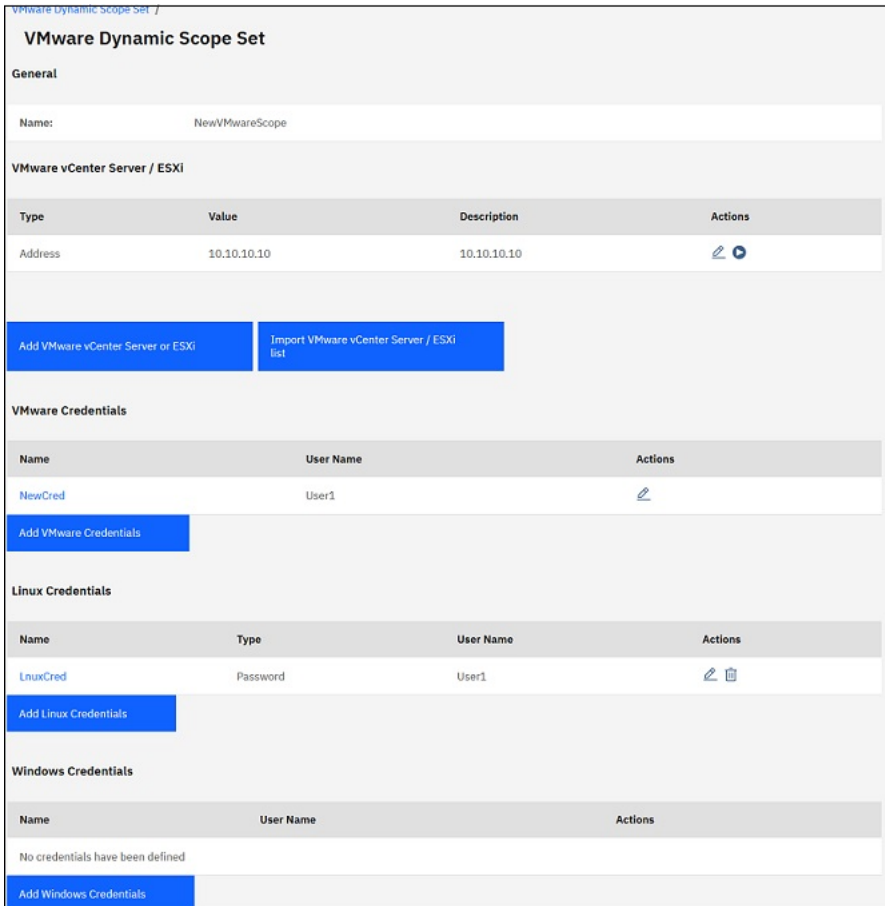 VMware Dynamic Scope Set /
VMware Dynamic Scope Set
General
Name: NewVMwareScope
VMware vCenter Server / ESXi
Type Value Description Actions
Address 10.10.10.10 10.10.10.10
Add VMware vCenter Server or ESXi
Import VMware vCenter Server / ESXi
list
VMware Credentials
Name User Name Actions
NewCred User1
Add VMware Credentials
Linux Credentials
Name Type User Name Actions
LnuxCred Password User1
Add Linux Credentials
Windows Credentials
Name User Name Actions
No credentials have been defined
Add Windows Credentials